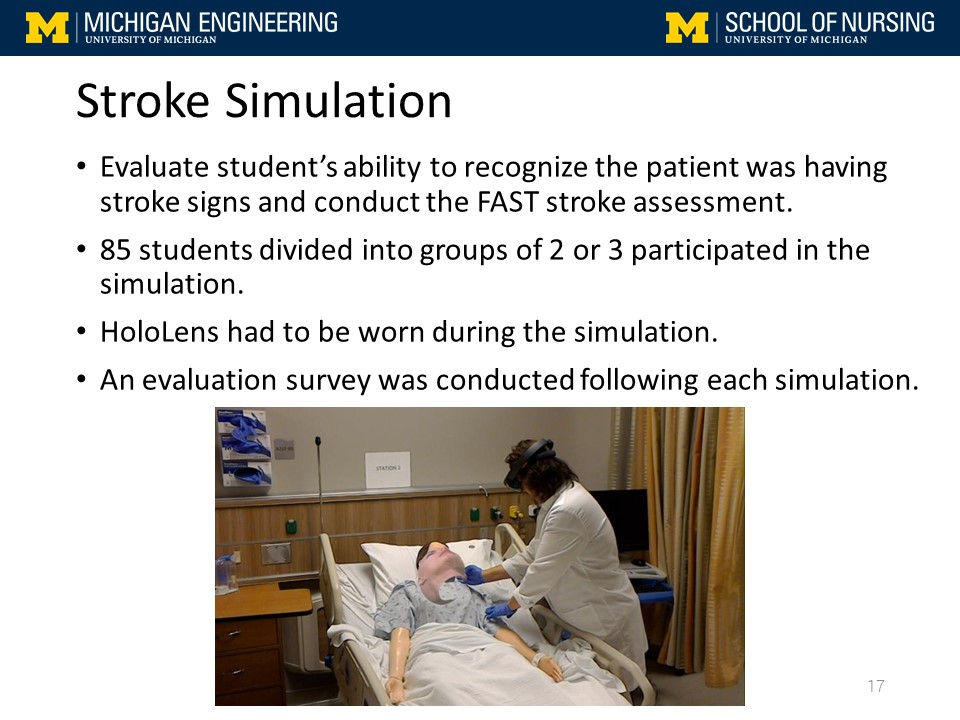 M | MICHIGAN ENGINEERING
UNIVERSITY OF MICHIGAN
M | SCHOOL OF NURSING
UNIVERSITY OF MICHIGAN
Stroke Simulation
• Evaluate student’s ability to recognize the patient was having
stroke signs and conduct the FAST stroke assessment.
• 85 students divided into groups of 2 or 3 participated in the
simulation.
• HoloLens had to be worn during the simulation.
• An evaluation survey was conducted following each simulation.
STATION 1
17